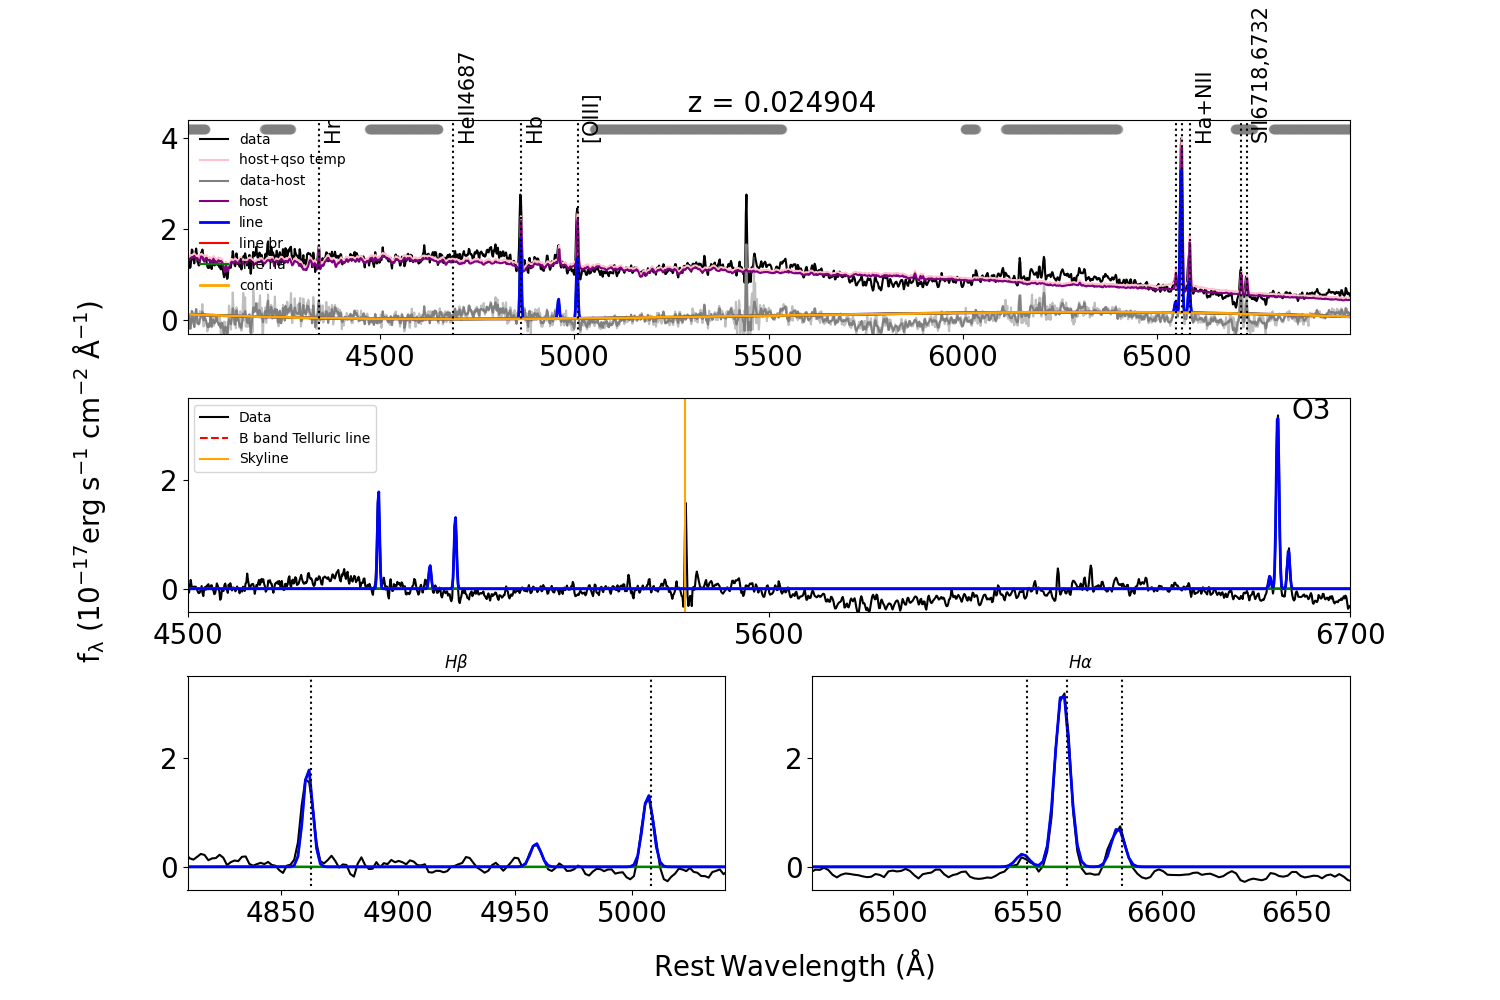 z = 0.024904
Hr
HeII4687
Hb
[OIII]
Ha+NII
SII6718,6732
data
host+qso temp
data-host
host
line
line br
line na
conti
4
2
0
4500
5000
5500
6000
6500
fλ (10−17erg s−1 cm−2 Å−1)
O3
Data
B band Telluric line
Skyline
2
0
4500
5600
6700
Hβ
2
0
4850
4900
4950
5000
Hα
2
0
6500
6550
6600
6650
Rest Wavelength (Å)